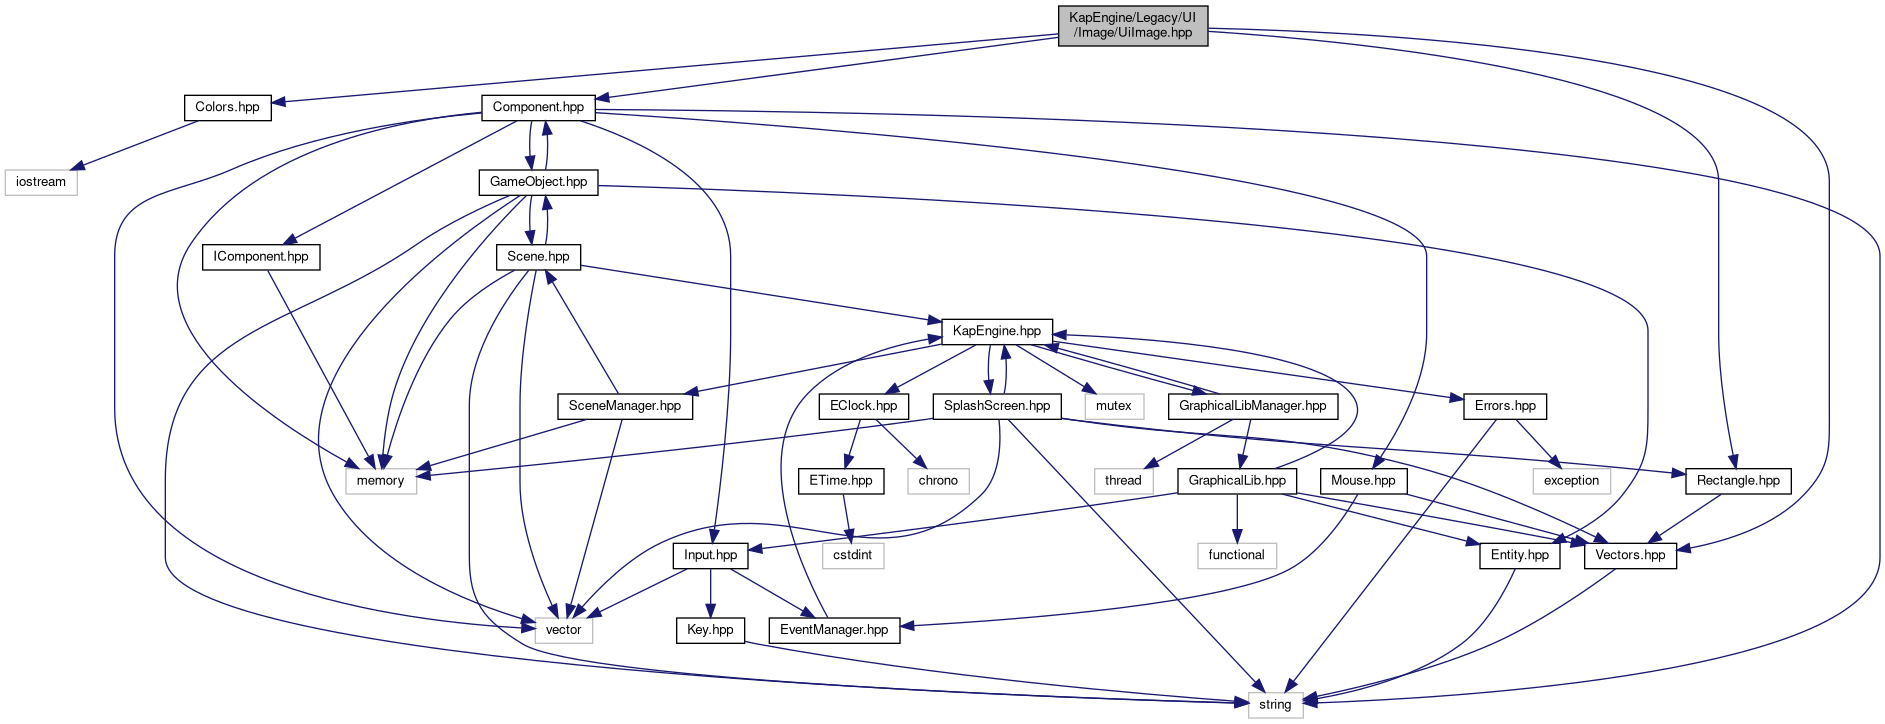 KapEngine/Legacy/UI
/Image/UiImage.hpp
Colors.hpp
Component.hpp
iostream
GameObject.hpp
IComponent.hpp
Scene.hpp
KapEngine.hpp
SceneManager.hpp
EClock.hpp
SplashScreen.hpp
mutex
GraphicalLibManager.hpp
Errors.hpp
memory
ETime.hpp
chrono
thread
GraphicalLib.hpp
Mouse.hpp
exception
Rectangle.hpp
Input.hpp
cstdint
functional
Entity.hpp
Vectors.hpp
vector
Key.hpp
EventManager.hpp
string